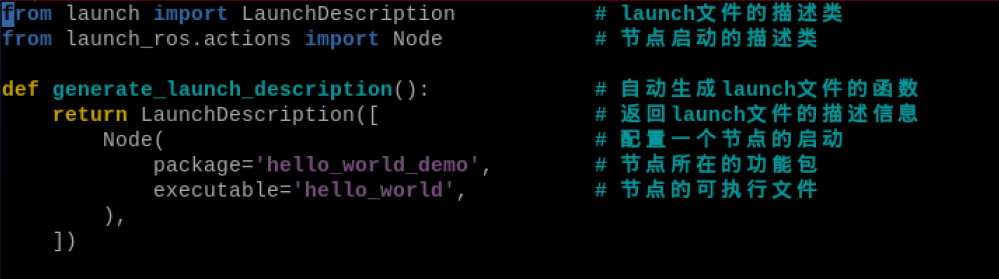 from launch import LaunchDescription           # launch文件的描述类
from launch_ros.actions import Node            # 节点启动的描述类

def generate_launch_description():             # 自动生成launch文件的函数
    return LaunchDescription([                 # 返回launch文件的描述信息
        Node(                                  # 配置一个节点的启动
            package='hello_world_demo',        # 节点所在的功能包
            executable='hello_world',          # 节点的可执行文件
        ),
    ])